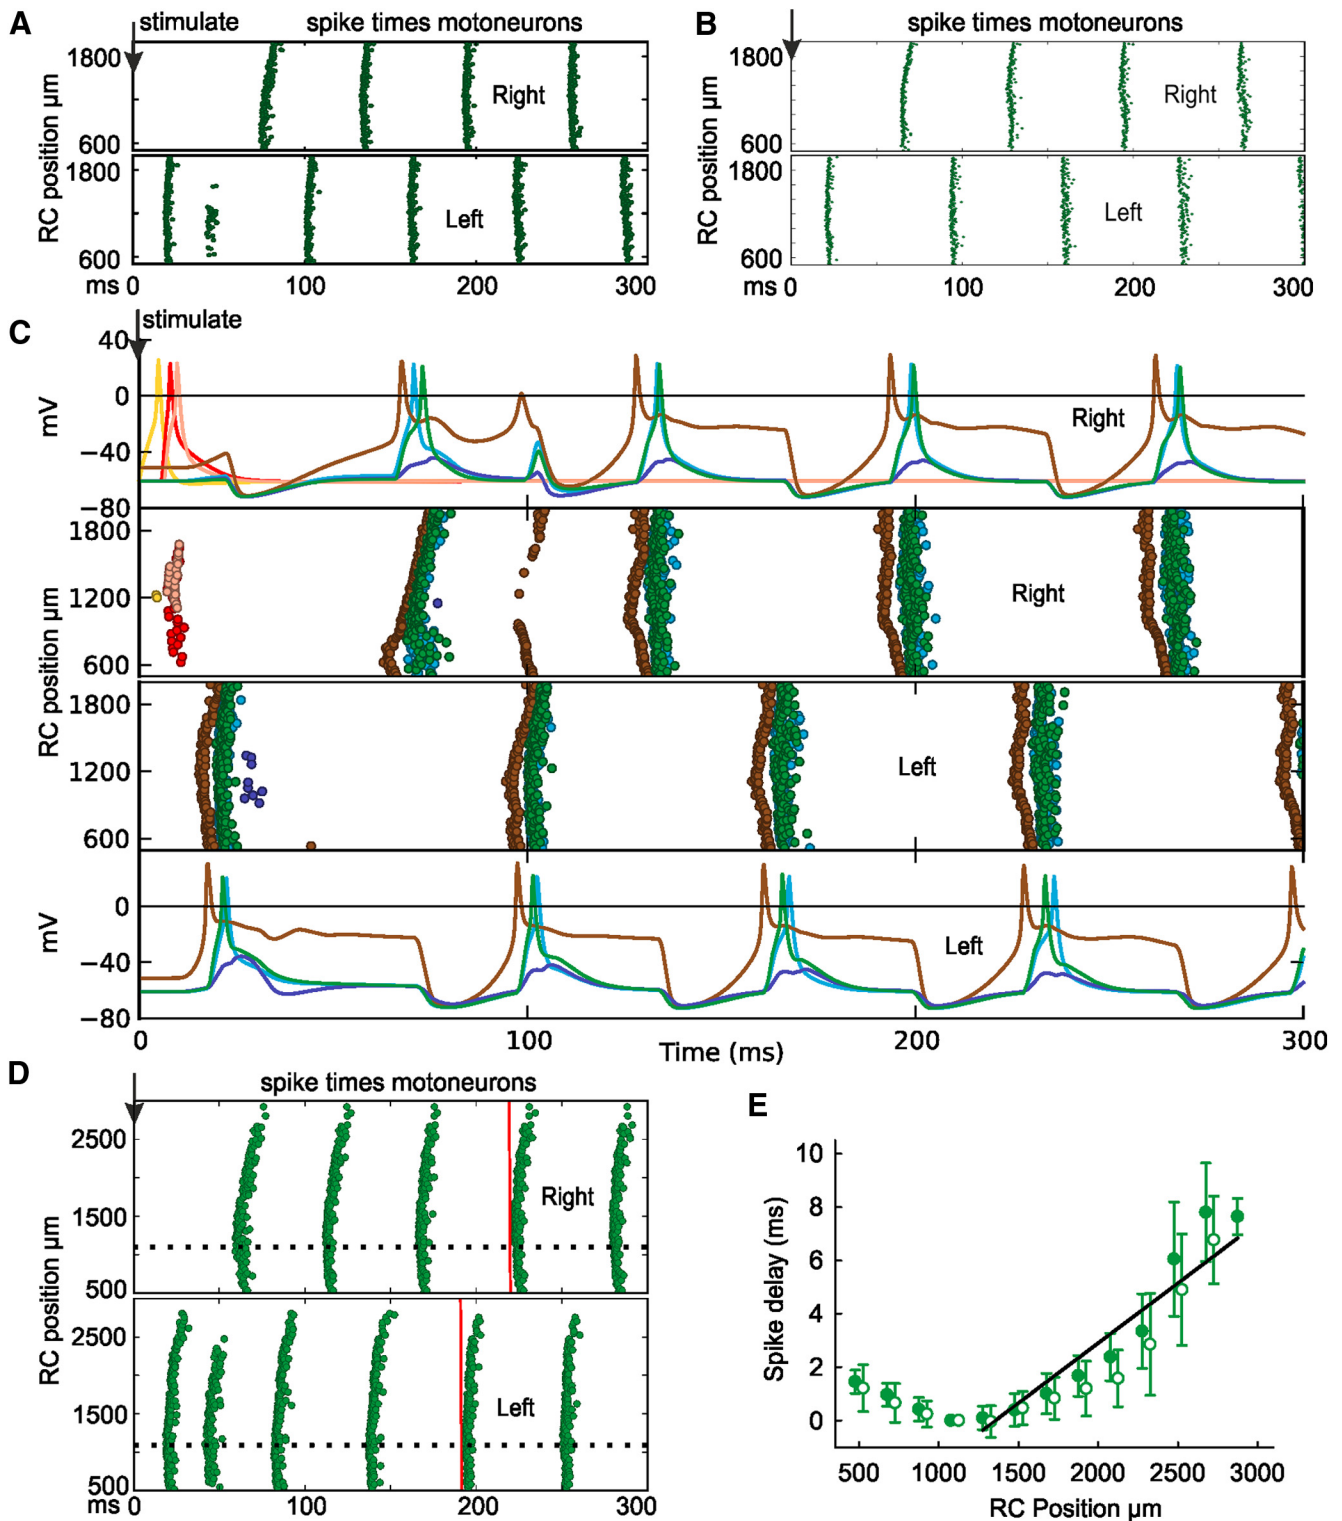 A
stimulate
spike times motoneurons
RC position µm
1800
Right
600
RC position µm
1800
Left
600
ms 0
100
200
300
B
spike times motoneurons
RC position µm
1800
Right
600
1800
Left
600
ms 0
100
200
300
C
stimulate
40
0
−40
−80
mV
Right
RC position µm
1800
1200
600
Right
1800
1200
600
Left
mV
0
−40
−80
Left
0
100
200
300
Time (ms)
D
spike times motoneurons
RC position µm
2500
1500
500
Right
2500
1500
500
Left
ms 0
100
200
300
E
Spike delay (ms)
10
8
6
4
2
0
500
1000
1500
2000
2500
3000
RC Position µm